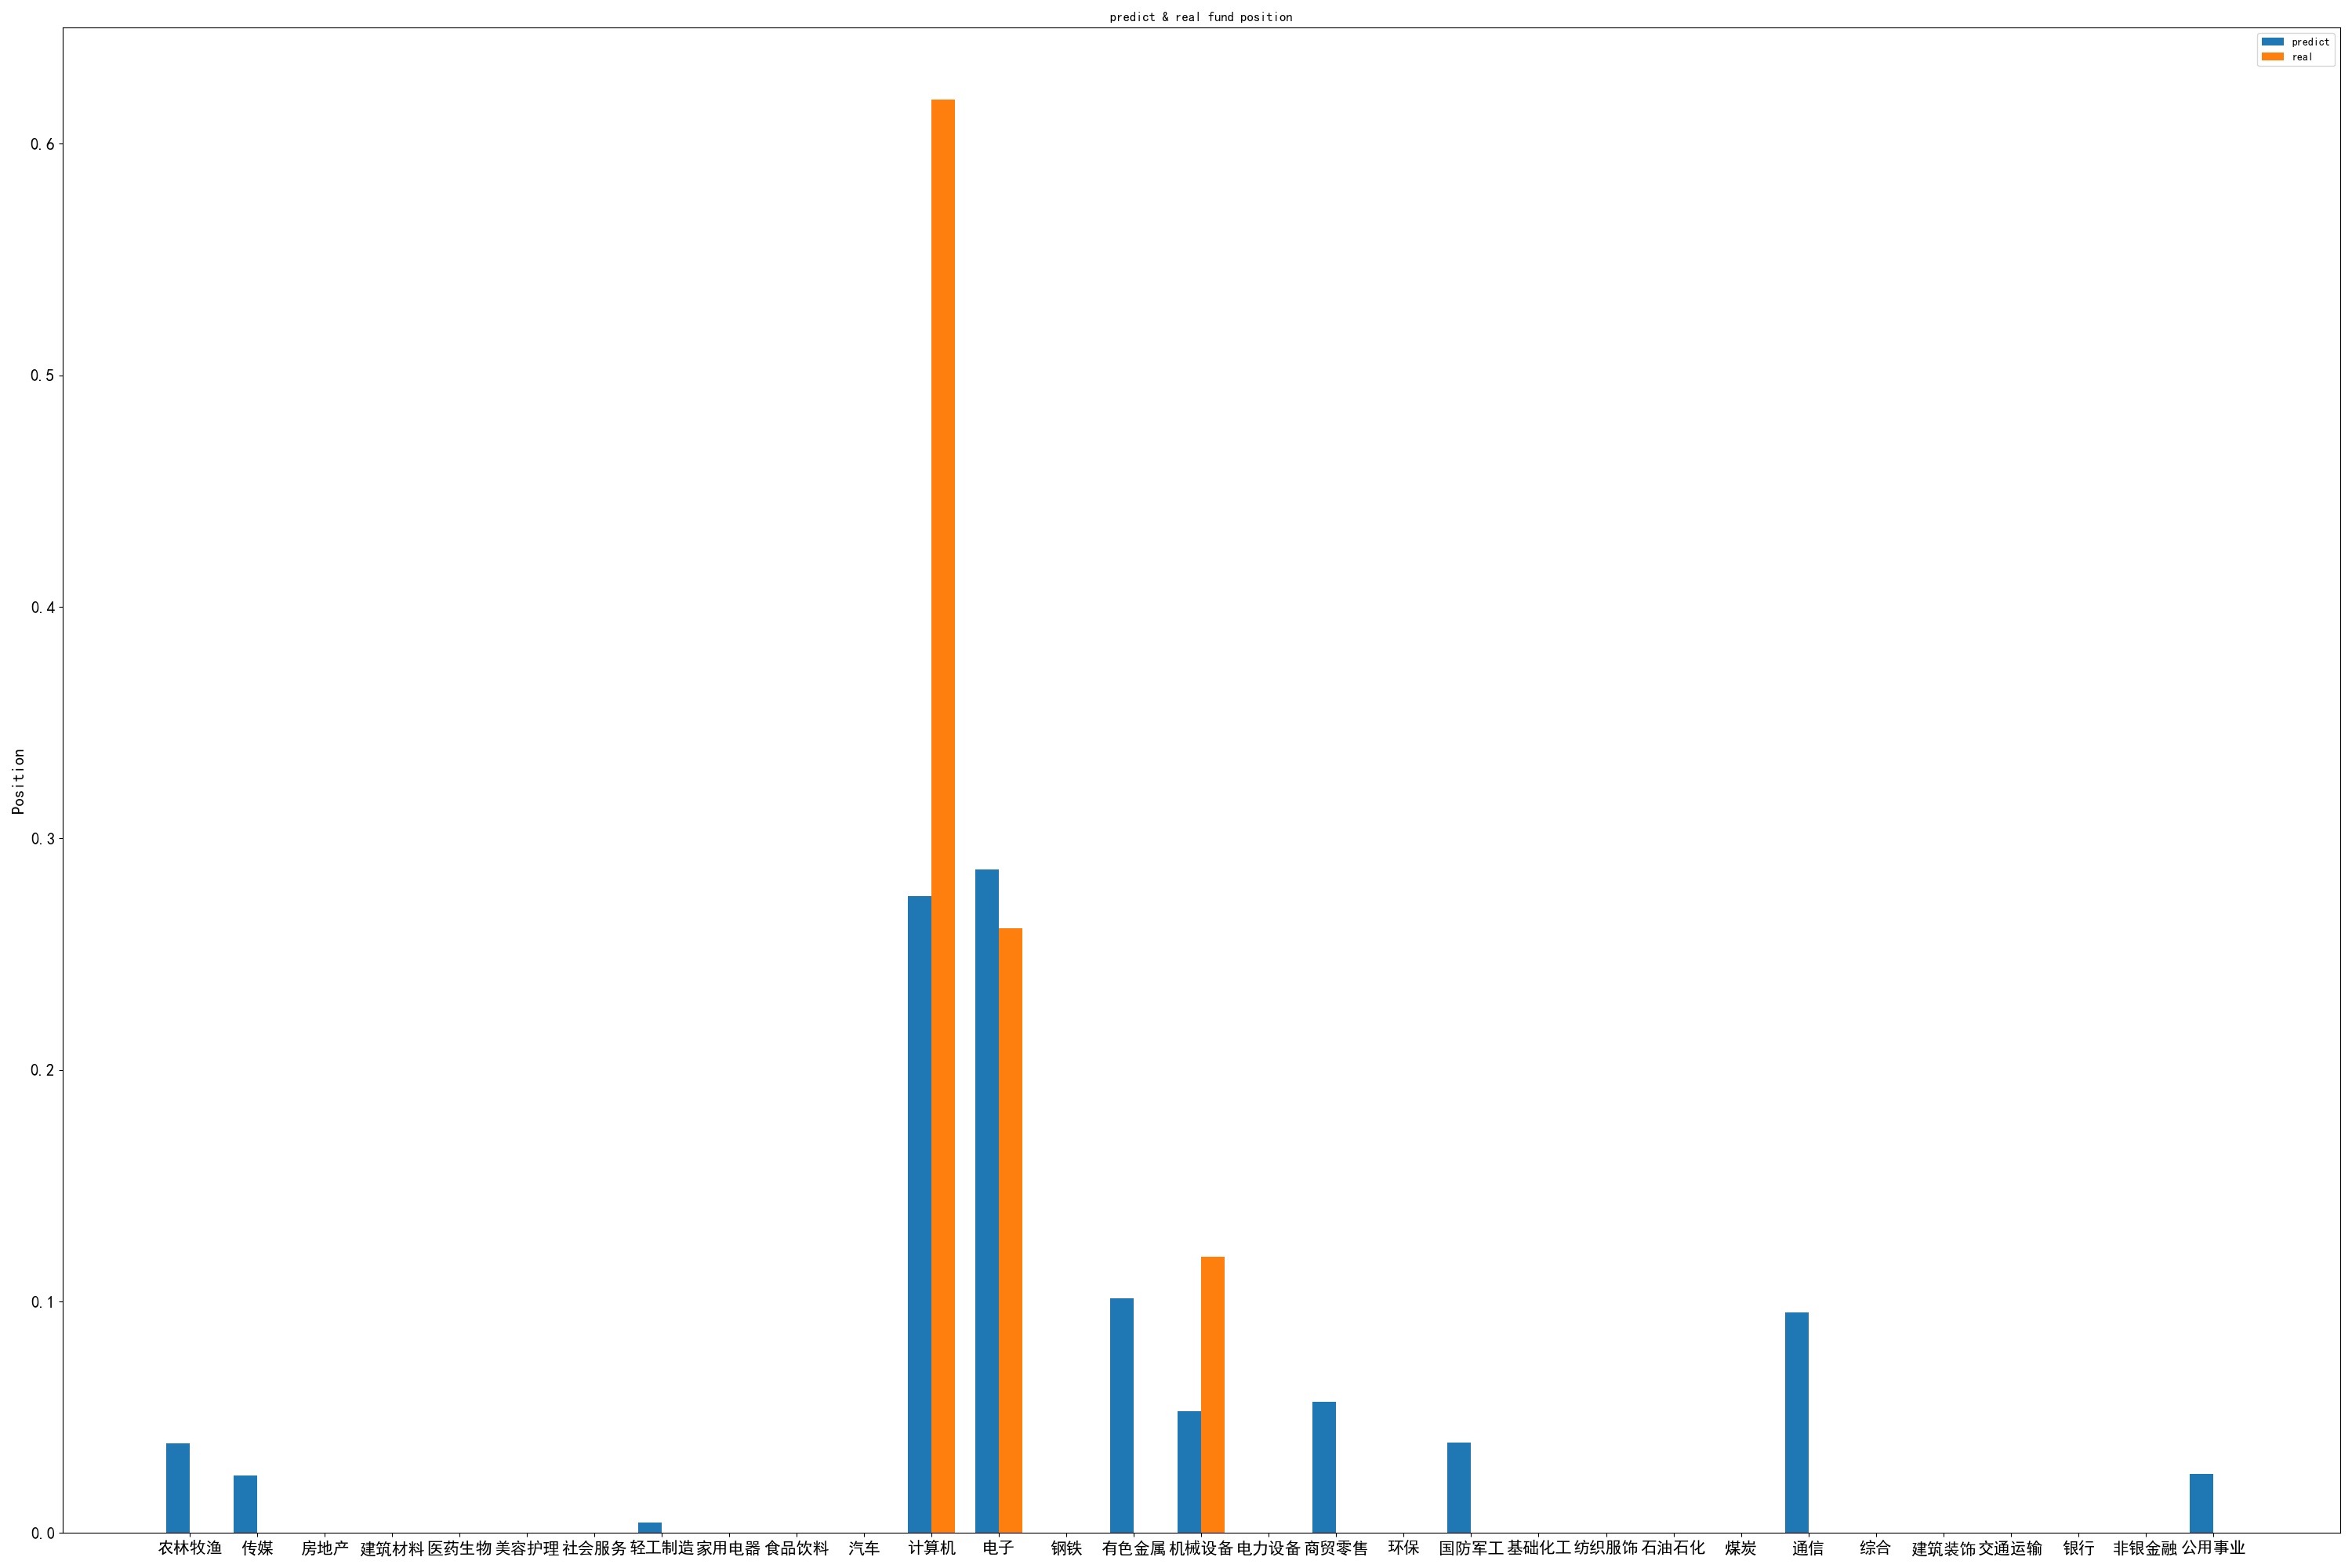 predict & real fund position
predict
real
0.6
0.5
0.4
0.3
0.2
0.1
0.0
Position
农林牧渔 传媒 房地产 建筑材料 医药生物 美容护理 社会服务 轻工制造 家用电器 食品饮料 汽车 计算机 电子 钢铁 有色金属 机械设备 电力设备 商贸零售 环保 国防军工 基础化工 纺织服饰 石油石化 煤炭 通信 综合 建筑装饰 交通运输 银行 非银金融 公用事业